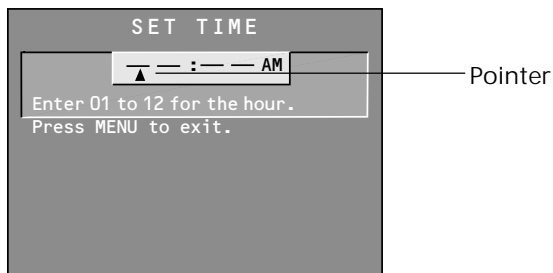 SET TIME
— — : — — AM
Pointer
Enter 01 to 12 for the hour.
Press MENU to exit.